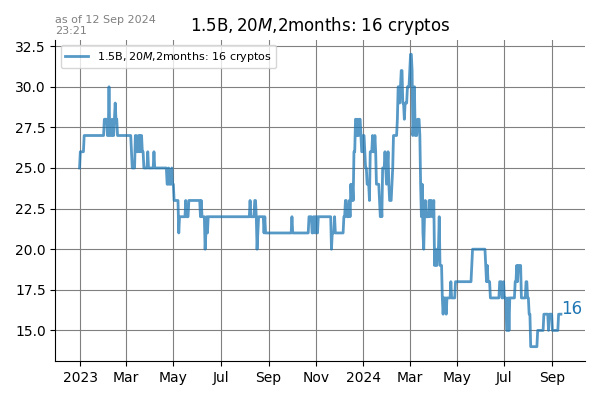 as of 12 Sep 2024
23:21
1.5B, 20M, 2months: 16 cryptos
1.5B, 20M, 2months: 16 cryptos
32.5
30.0
27.5
25.0
22.5
20.0
17.5
15.0
16
2023 Mar May Jul Sep Nov 2024 Mar May Jul Sep